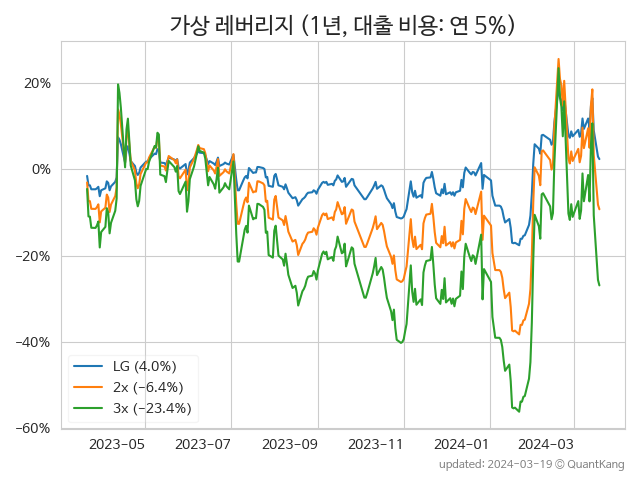 가상 레버리지 (1년, 대출 비용: 연 5%)
20%
0%
−20%
−40%
−60%
LG (4.0%)
2x (−6.4%)
3x (−23.4%)
2023-05
2023-07
2023-09
2023-11
2024-01
2024-03
updated: 2024-03-19 © QuantKang